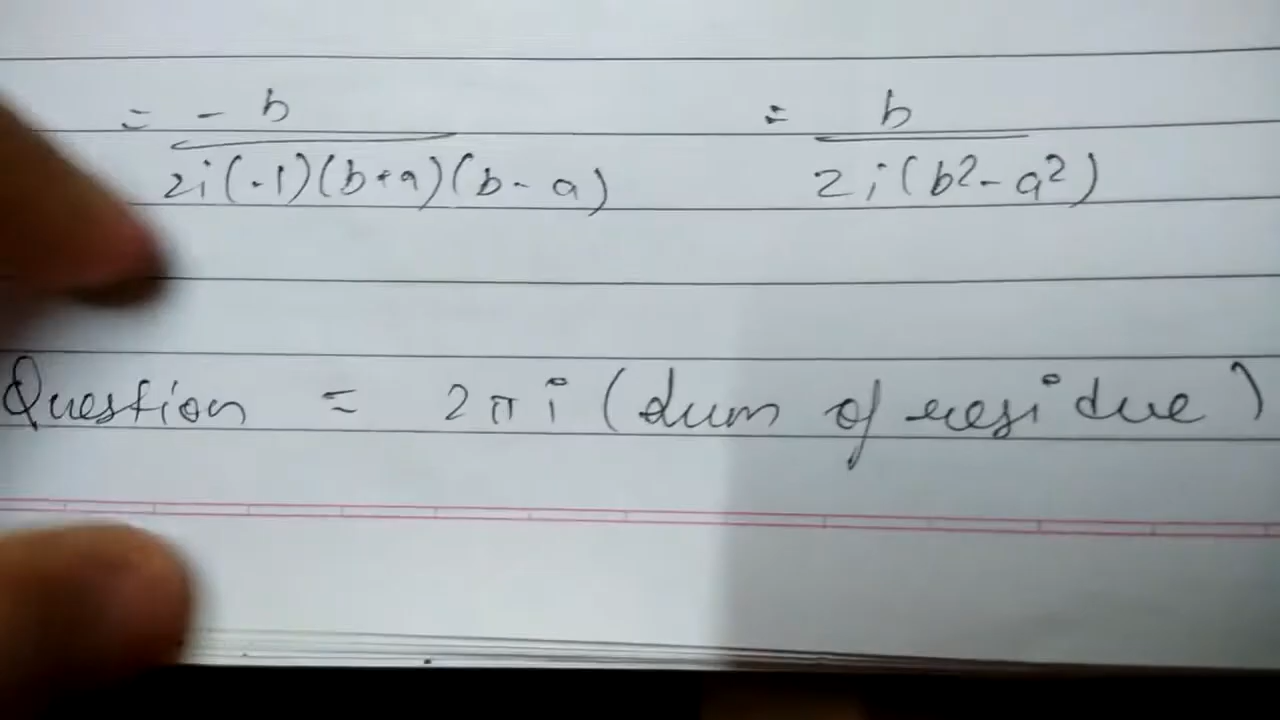 = -b / 2i(-1)(b+a)(b-a) = b / 2i(b²-a²)
Question = 2πi (sum of residue)